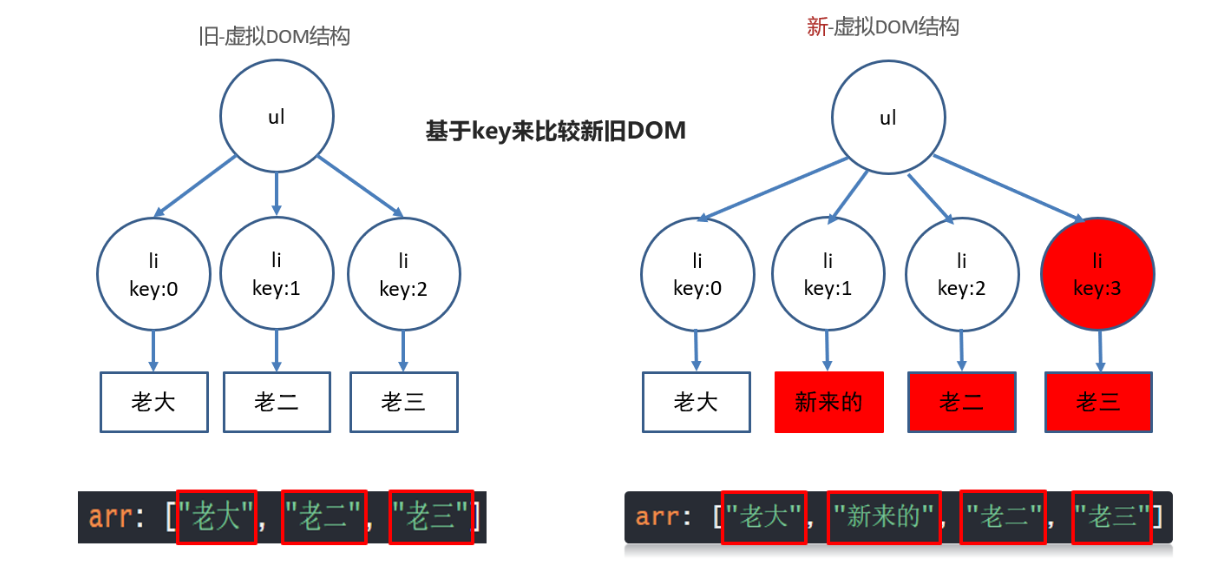 旧-虚拟DOM结构
新-虚拟DOM结构
ul
ul
基于key来比较新旧DOM
li
key:0
li
key:1
li
key:2
li
key:0
li
key:1
li
key:2
li
key:3
老大
老二
老三
老大
新来的
老二
老三
arr: ["老大", "老二", "老三"]
arr: ["老大", "新来的", "老二", "老三"]